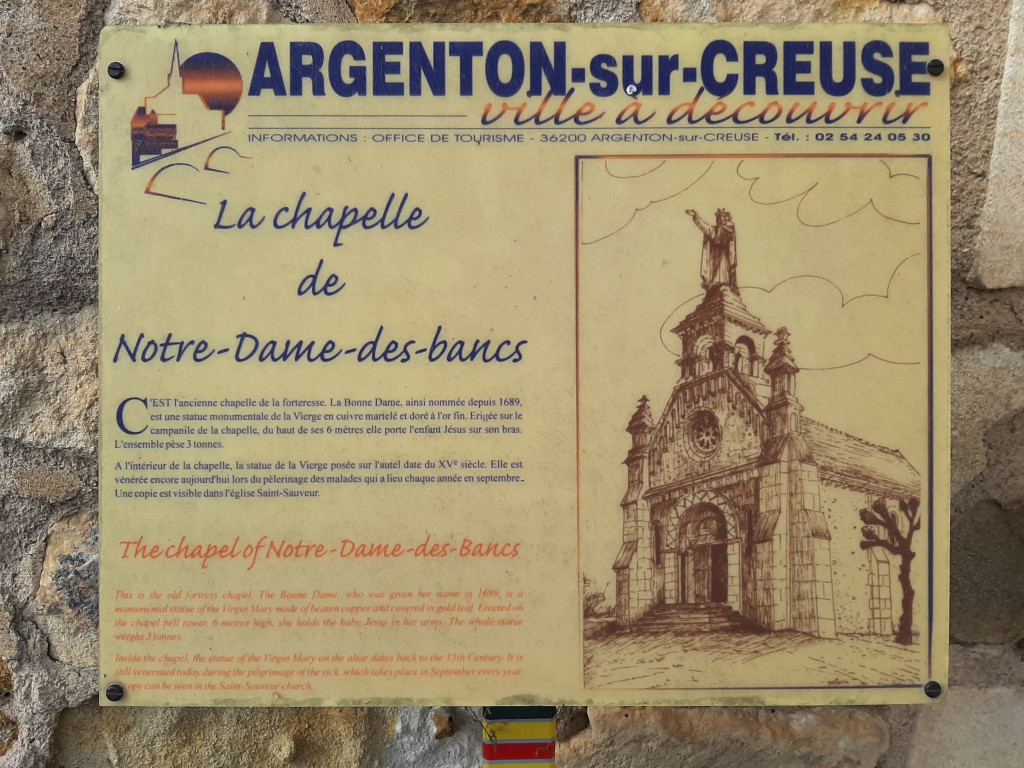 ARGENTON-sur-CREUSE
ville à découvrir
INFORMATIONS : OFFICE DE TOURISME - 36200 ARGENTON-sur-CREUSE - Tél. : 02 54 24 05 30
La chapelle
de
Notre-Dame-des-bancs
C'EST l'ancienne chapelle de la forteresse. La Bonne Dame, ainsi nommée depuis 1689,
est une statue monumentale de la Vierge en cuivre martelé et doré à l'or fin. Erigée sur le
campanile de la chapelle, du haut de ses 6 mètres elle porte l'enfant Jésus sur son bras.
L'ensemble pèse 3 tonnes.
A l'intérieur de la chapelle, la statue de la Vierge posée sur l'autel date du XVe siècle. Elle est
vénérée encore aujourd'hui lors du pèlerinage des malades qui a lieu chaque année en septembre.
Une copie est visible dans l'église Saint-Sauveur.
The chapel of Notre-Dame-des-Bancs
This is the old fortress chapel. The Bonne Dame, who was given her name in 1689, is a
monumental statue of the Virgin Mary made of beaten copper and covered in gold leaf. Erected on
the chapel bell tower, 6 metres high, she holds the baby Jesus in her arms. The whole statue
weighs 3 tonnes.
Inside the chapel, the statue of the Virgin Mary on the altar dates back to the 15th Century. It is
still venerated today during the pilgrimage of the sick, which takes place in September every year.
copy can be seen in the Saint-Sauveur church.